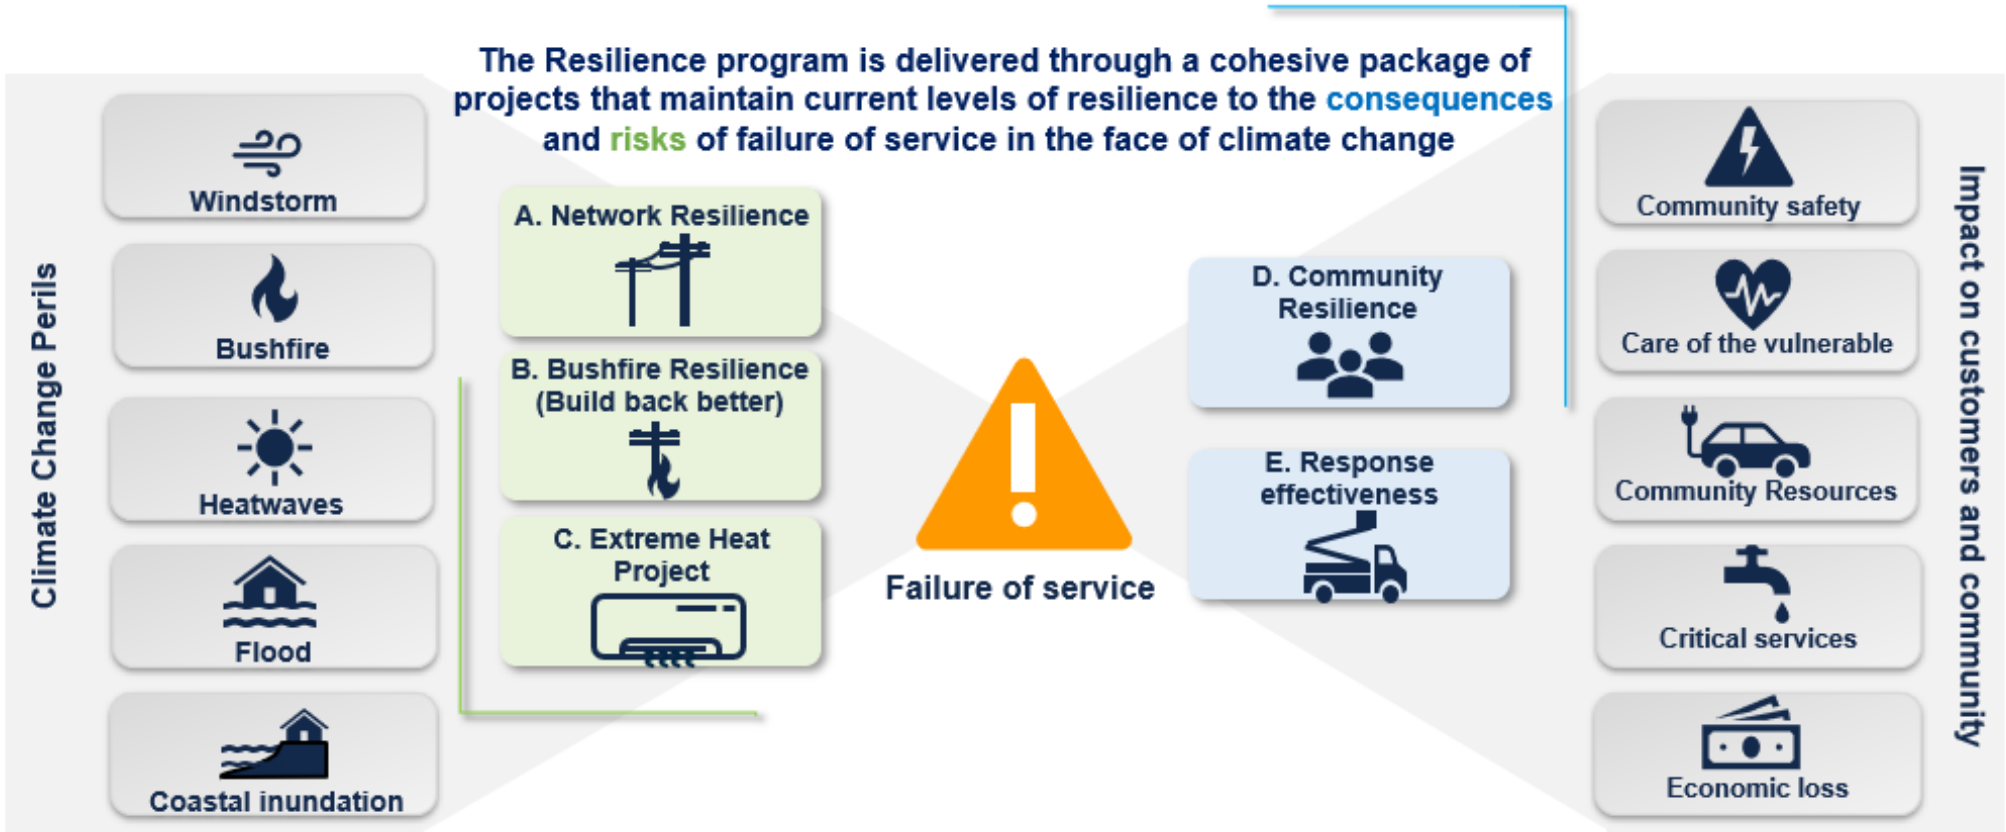 The Resilience program is delivered through a cohesive package of
projects that maintain current levels of resilience to the consequences
and risks of failure of service in the face of climate change
Climate Change Perils
Windstorm
Bushfire
Heatwaves
Flood
Coastal inundation
A. Network Resilience
B. Bushfire Resilience
(Build back better)
C. Extreme Heat
Project
Failure of service
D. Community
Resilience
E. Response
effectiveness
Community safety
Care of the vulnerable
Community Resources
Critical services
Economic loss
Impact on customers and community